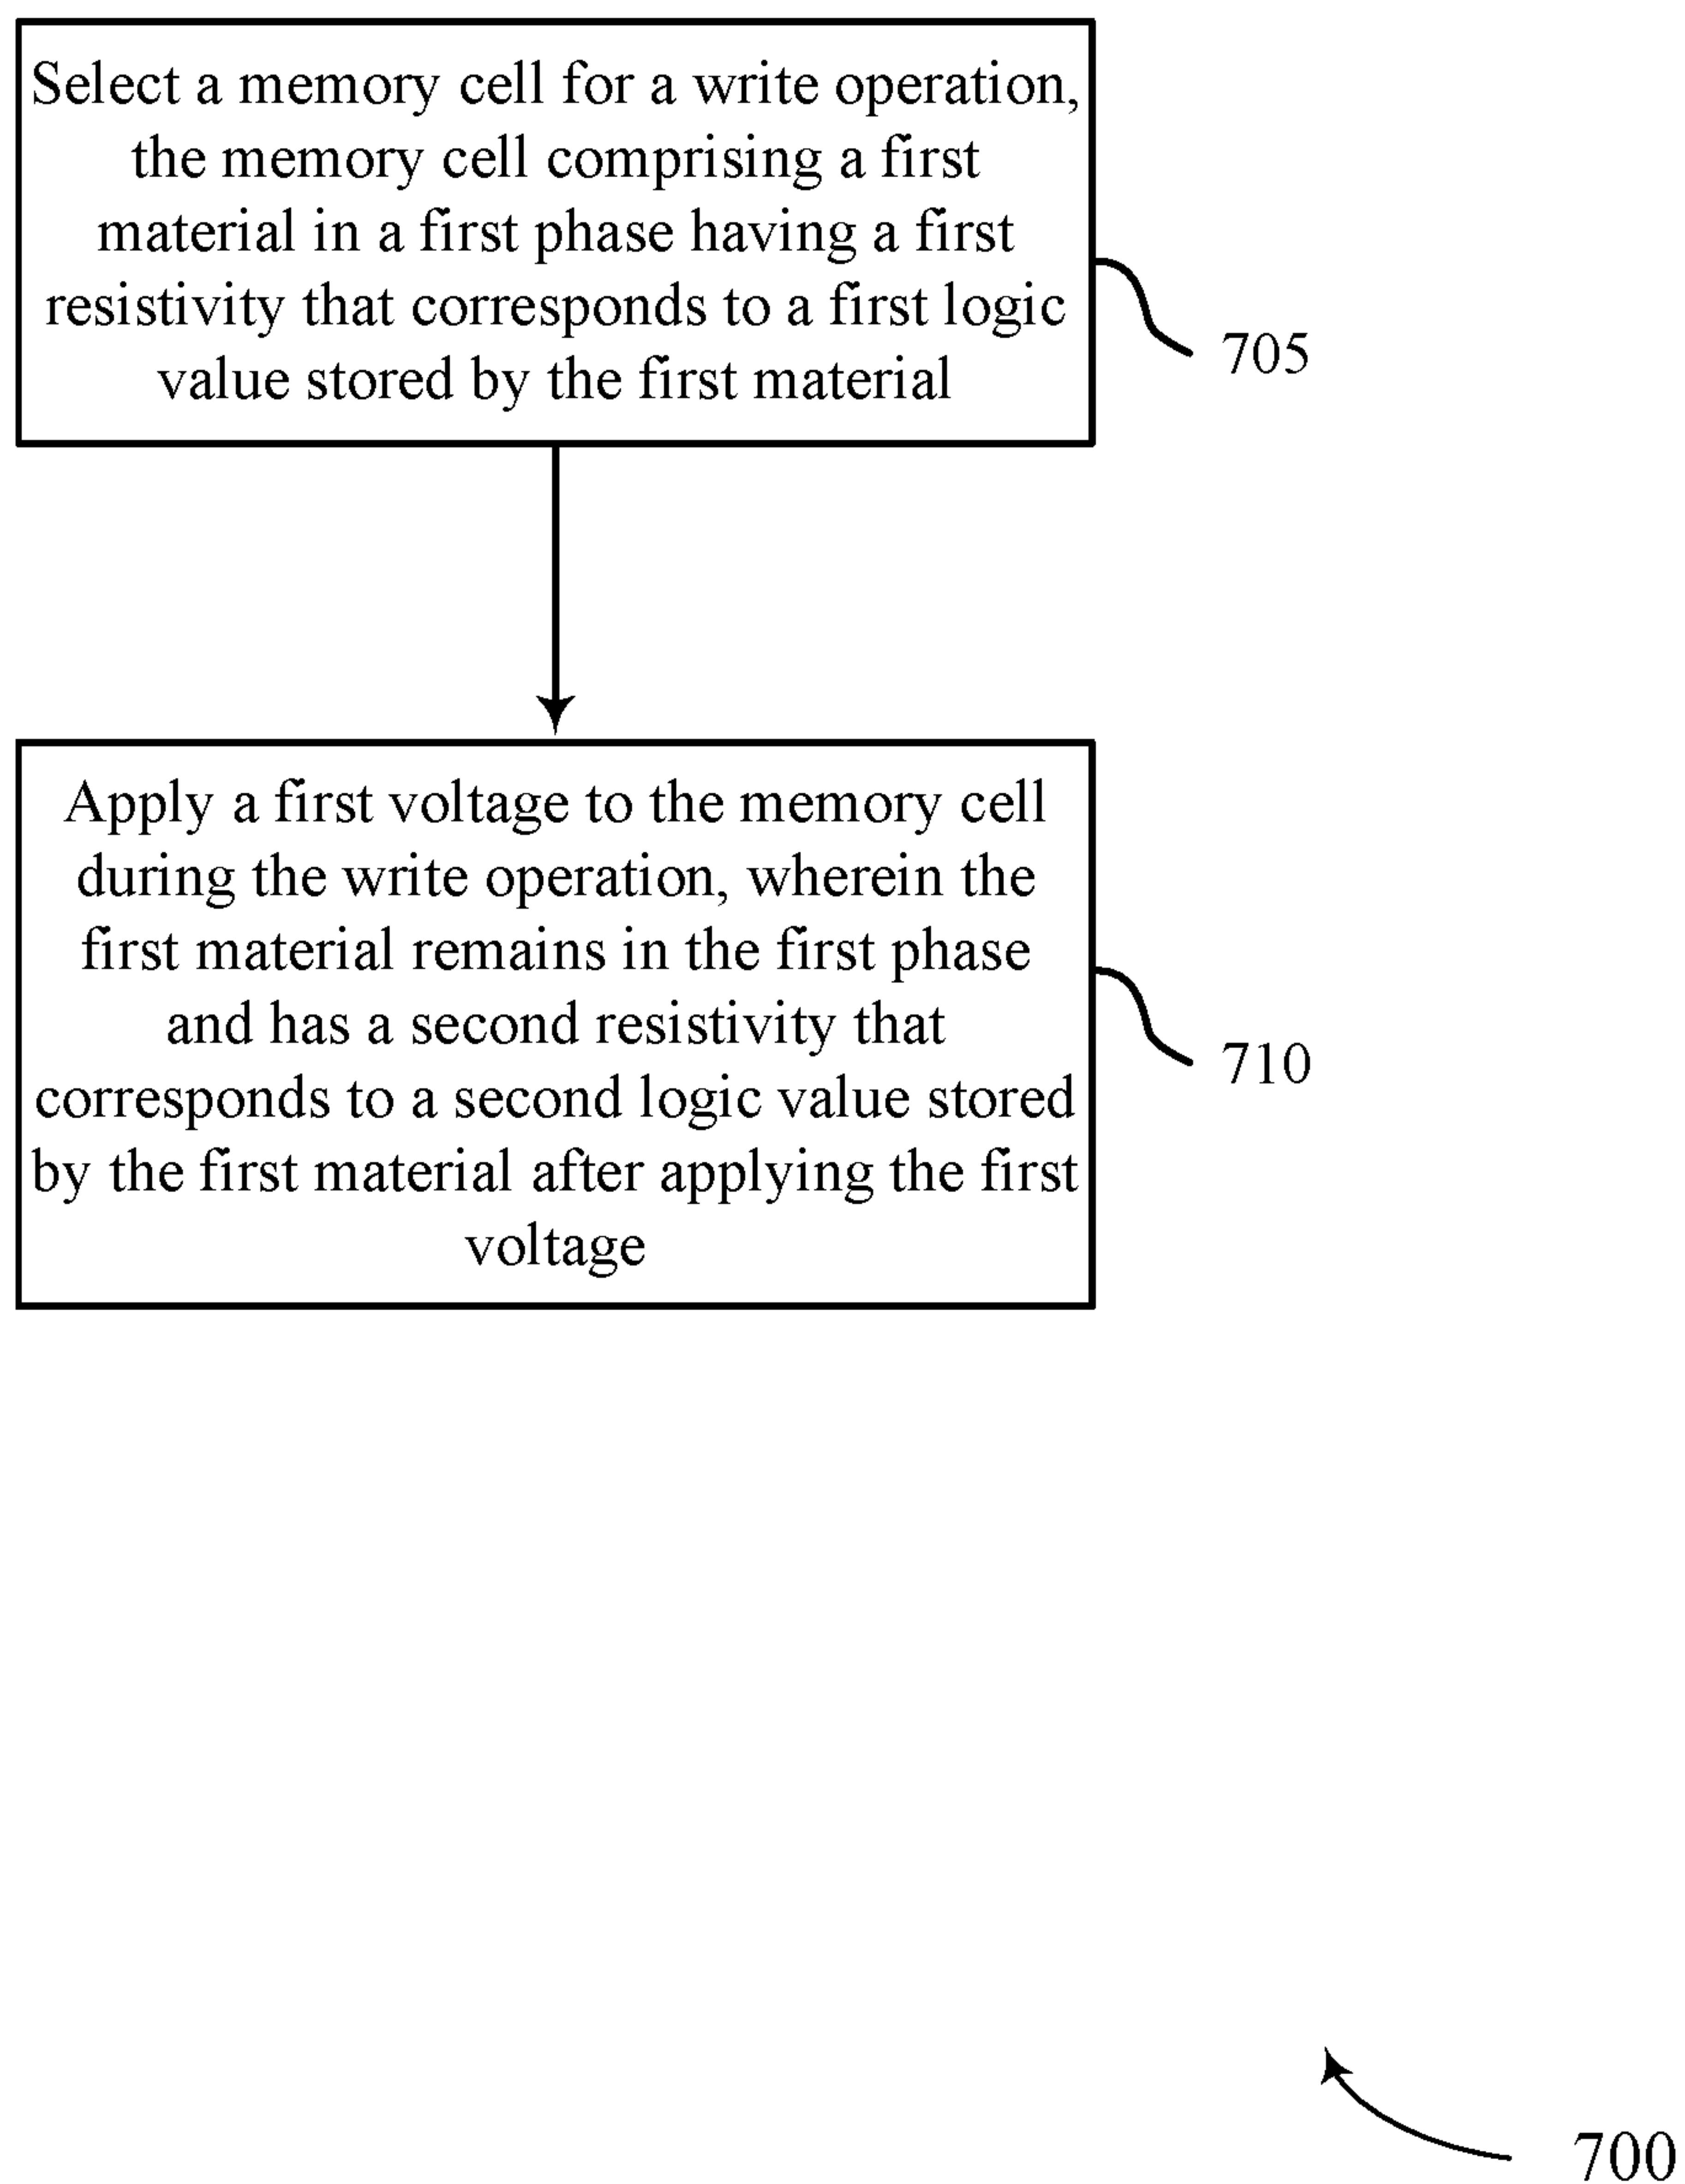 Select a memory cell for a write operation,
the memory cell comprising a first
material in a first phase having a first
resistivity that corresponds to a first logic
value stored by the first material
705
Apply a first voltage to the memory cell
during the write operation, wherein the
first material remains in the first phase
and has a second resistivity that
corresponds to a second logic value stored
by the first material after applying the first
voltage
710
700